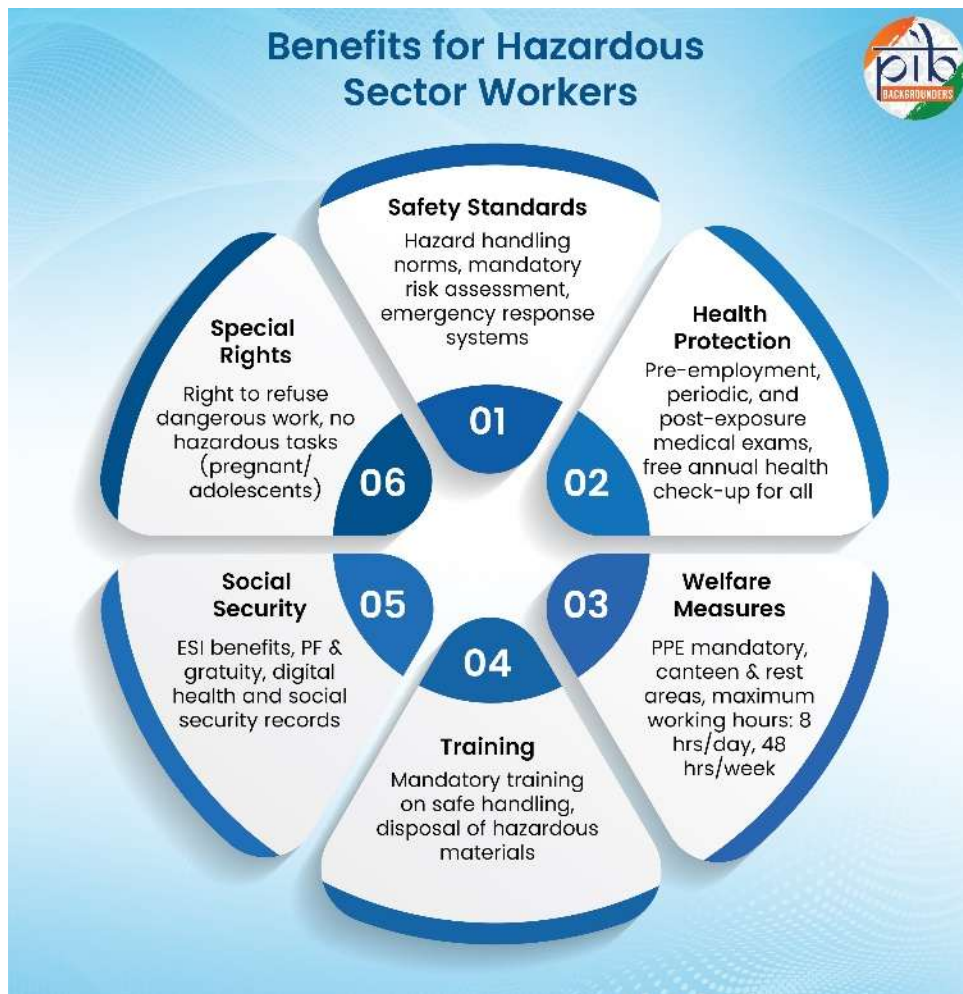 Benefits for Hazardous
Sector Workers
pib
BACKGROUNDERS
Safety Standards
Hazard handling
norms, mandatory
risk assessment,
emergency response
systems
01
Health
Protection
Pre-employment,
periodic, and
post-exposure
medical exams,
free annual health
check-up for all
02
Welfare
Measures
PPE mandatory,
canteen & rest
areas, maximum
working hours: 8
hrs/day, 48
hrs/week
03
Training
Mandatory training
on safe handling,
disposal of hazardous
materials
04
Social
Security
ESI benefits, PF &
gratuity, digital
health and social
security records
05
Special
Rights
Right to refuse
dangerous work, no
hazardous tasks
(pregnant/
adolescents)
06